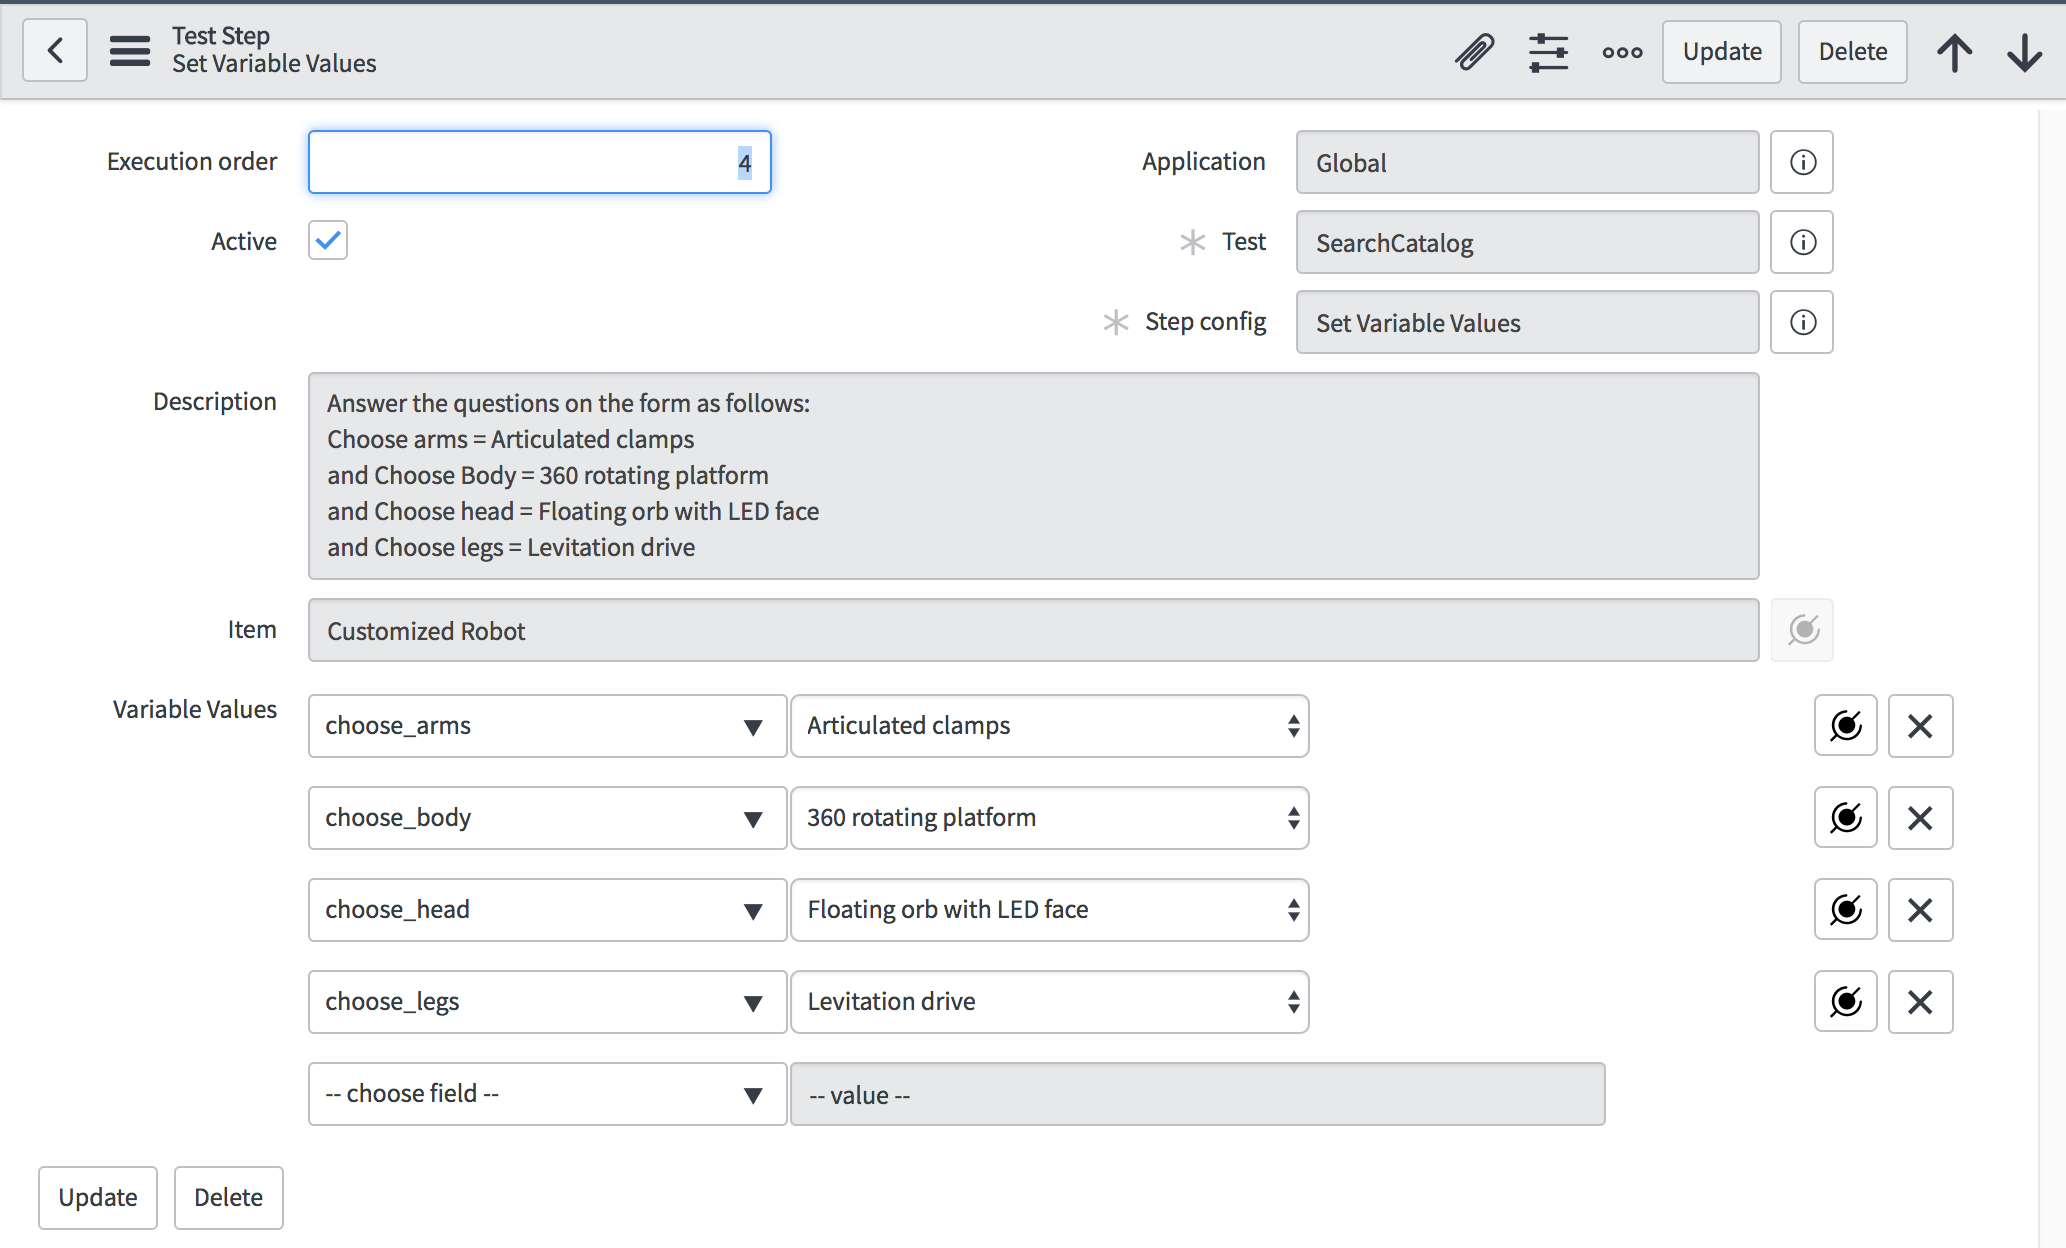 Test Step
Set Variable Values
Update
Delete
Execution order
4
Application
Global
Active
Test
SearchCatalog
Step config
Set Variable Values
Description
Answer the questions on the form as follows:
Choose arms = Articulated clamps
and Choose Body = 360 rotating platform
and Choose head = Floating orb with LED face
and Choose legs = Levitation drive
Item
Customized Robot
Variable Values
choose_arms
Articulated clamps
choose_body
360 rotating platform
choose_head
Floating orb with LED face
choose_legs
Levitation drive
-- choose field --
-- value --
Update
Delete